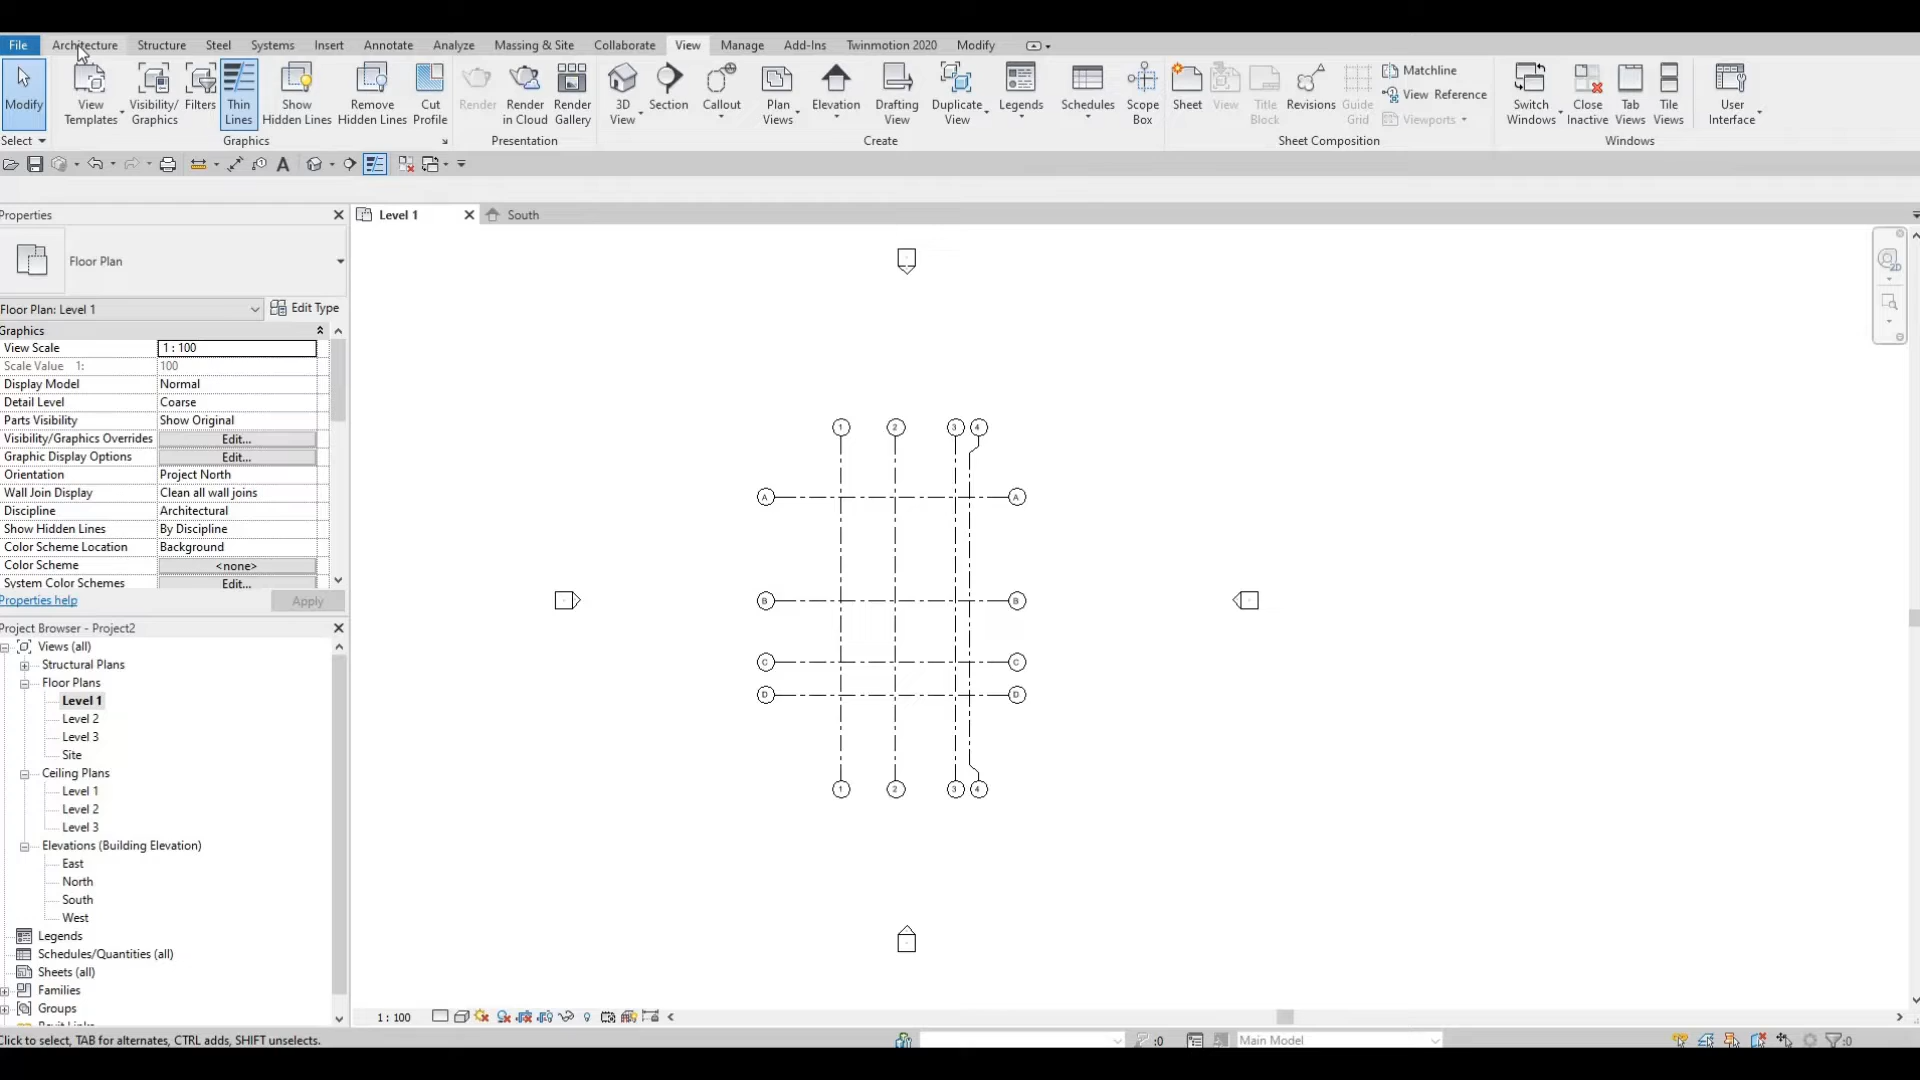 File Architecture Structure Steel Systems Insert Annotate Analyze Massing & Site Collaborate View Manage Add-Ins Twinmotion 2020 Modify
Modify
View Templates
Visibility/ Graphics
Filters
Thin Lines
Show Hidden Lines
Remove Hidden Lines
Cut Profile
Render
Render in Cloud
Render Gallery
3D View
Section
Callout
Plan Views
Elevation
Drafting View
Duplicate View
Legends
Schedules
Scope Box
Sheet
View
Title Block
Revisions
Guide Grid
Matchline
View Reference
Viewports
Switch Windows
Close Inactive
Tab Views
Tile Views
User Interface
Select Graphics Presentation Create Sheet Composition Windows
A
Properties
Level 1
South
Floor Plan
Floor Plan: Level 1
Edit Type
Graphics
View Scale 1 : 100
Scale Value 1: 100
Display Model Normal
Detail Level Coarse
Parts Visibility Show Original
Visibility/Graphics Overrides Edit...
Graphic Display Options Edit...
Orientation Project North
Wall Join Display Clean all wall joins
Discipline Architectural
Show Hidden Lines By Discipline
Color Scheme Location Background
Color Scheme <none>
System Color Schemes Edit...
Properties help
Apply
Project Browser - Project2
Views (all)
Structural Plans
Floor Plans
Level 1
Level 2
Level 3
Site
Ceiling Plans
Level 1
Level 2
Level 3
Elevations (Building Elevation)
East
North
South
West
Legends
Schedules/Quantities (all)
Sheets (all)
Families
Groups
2D
1 2 3 4
A A
B B
C C
D D
1 2 3 4
1 : 100
Click to select, TAB for alternates, CTRL adds, SHIFT unselects.
:0
Main Model
:0